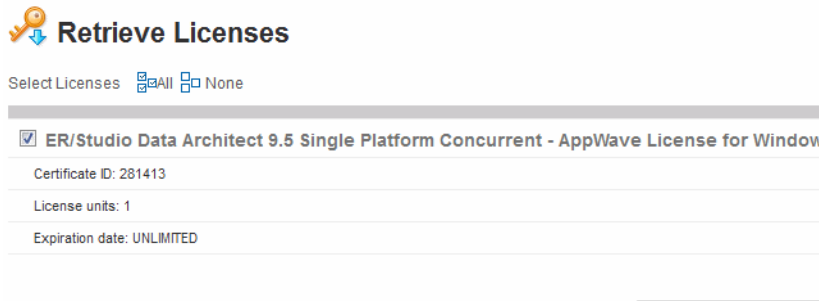 Retrieve Licenses
Select Licenses All None
ER/Studio Data Architect 9.5 Single Platform Concurrent - AppWave License for Window
Certificate ID: 281413
License units: 1
Expiration date: UNLIMITED